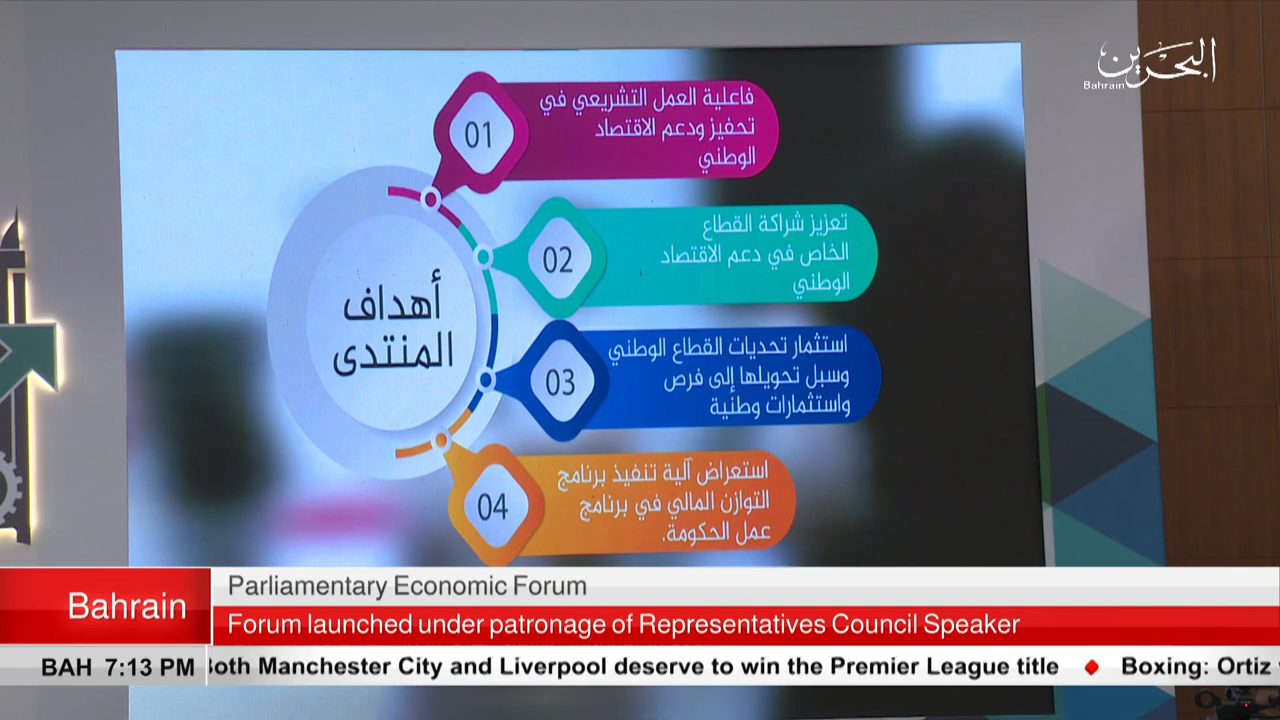 البحرين
Bahrain
01
فاعلية العمل التشريعي في
تحفيز ودعم الاقتصاد
الوطني
02
تعزيز شراكة القطاع
الخاص في دعم الاقتصاد
الوطني
أهداف
المنتدى
03
استثمار تحديات القطاع الوطني
وسبل تحويلها إلى فرص
واستثمارات وطنية
04
استعراض آلية تنفيذ برنامج
التوازن المالي في برنامج
عمل الحكومة.
Bahrain
Parliamentary Economic Forum
Forum launched under patronage of Representatives Council Speaker
BAH 7:13 PM
Both Manchester City and Liverpool deserve to win the Premier League title ♦ Boxing: Ortiz